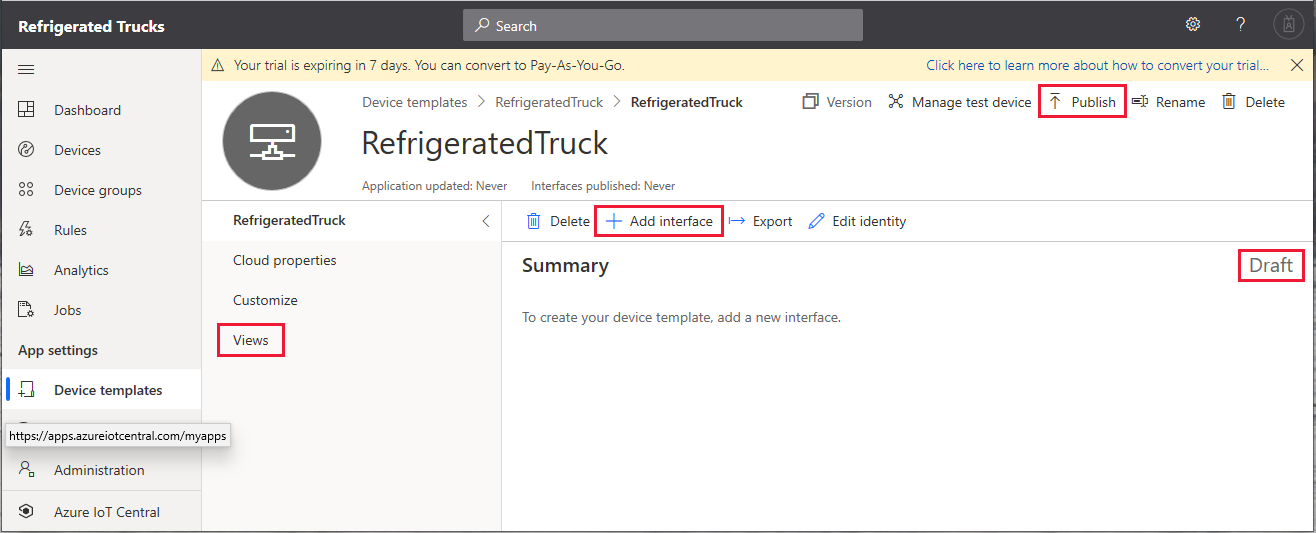 Refrigerated Trucks
Search
?
Your trial is expiring in 7 days. You can convert to Pay-As-You-Go.
Click here to learn more about how to convert your trial...
Dashboard
Devices
Device groups
Rules
Analytics
Jobs
App settings
Device templates
https://apps.azureiotcentral.com/myapps
Administration
Azure IoT Central
Device templates > RefrigeratedTruck > RefrigeratedTruck
Version
Manage test device
Publish
Rename
Delete
RefrigeratedTruck
Application updated: Never
Interfaces published: Never
RefrigeratedTruck
Cloud properties
Customize
Views
Delete
Add interface
Export
Edit identity
Summary
Draft
To create your device template, add a new interface.